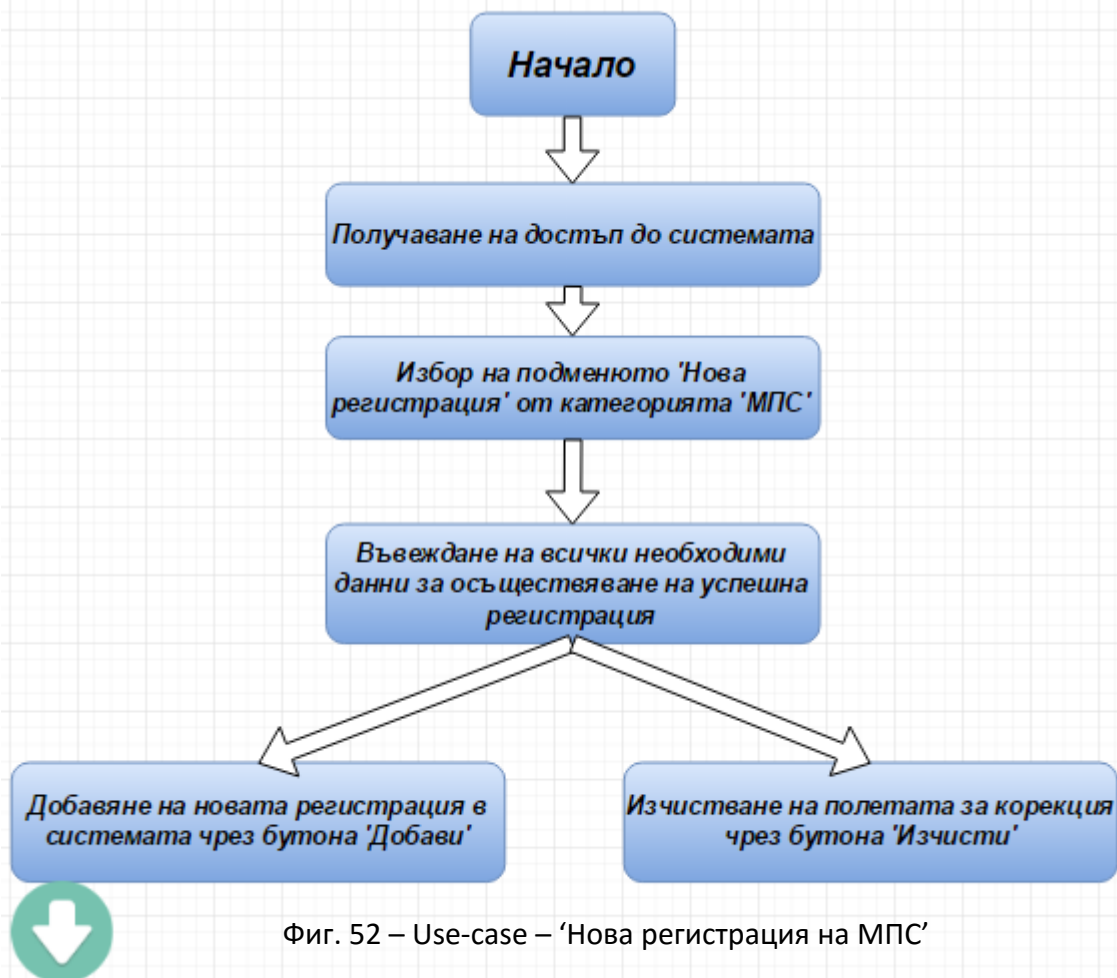 Начало
Получаване на достъп до системата
Избор на подменюто 'Нова
регистрация' от категорията 'МПС'
Въвеждане на всички необходими
данни за осъществяване на успешна
регистрация
Добавяне на новата регистрация в
системата чрез бутона 'Добави'
Изчистване на полетата за корекция
чрез бутона 'Изчисти'
Фиг. 52 – Use-case – ‘Нова регистрация на МПС’